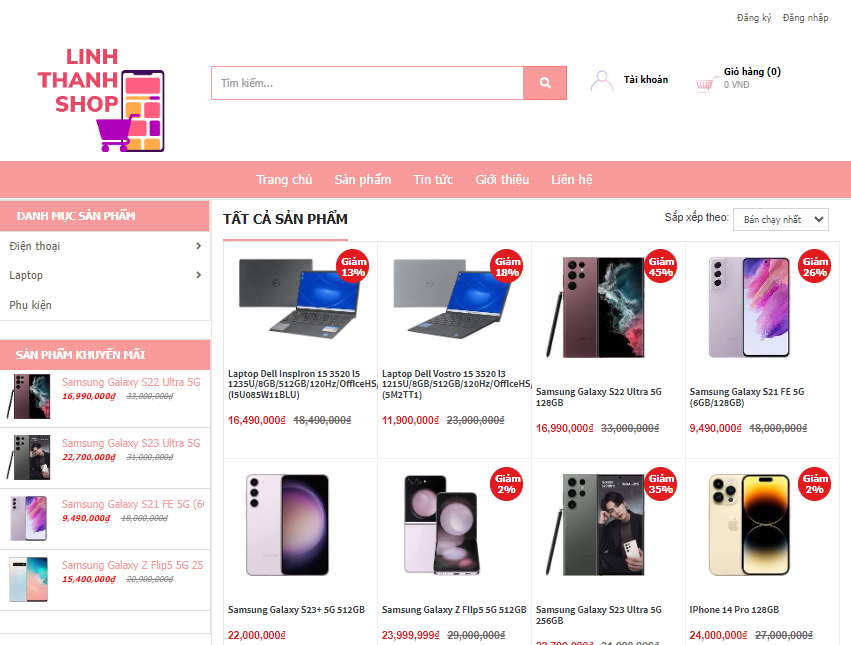 Đăng ký Đăng nhập
LINH
THANH
SHOP
Tìm kiếm...
Tài khoản
Giỏ hàng (0)
0 VNĐ
Trang chủ Sản phẩm Tin tức Giới thiệu Liên hệ
DANH MỤC SẢN PHẨM
Điện thoại
Laptop
Phụ kiện
SẢN PHẨM KHUYẾN MÃI
Samsung Galaxy S22 Ultra 5G
16,990,000₫ 33,000,000₫
Samsung Galaxy S23 Ultra 5G
22,700,000₫ 31,000,000₫
Samsung Galaxy S21 FE 5G (6G
9,490,000₫ 18,000,000₫
Samsung Galaxy Z Flip5 5G 25
15,400,000₫ 20,900,000₫
TẤT CẢ SẢN PHẨM
Sắp xếp theo: Bán chạy nhất
Giảm
13%
Laptop Dell Inspiron 15 3520 I5
1235U/8GB/512GB/120Hz/OfficeHS/
(I5U085W11BLU)
16,490,000₫ 18,490,000₫
Giảm
18%
Laptop Dell Vostro 15 3520 I3
1215U/8GB/512GB/120Hz/OfficeHS/
(5M2TT1)
11,900,000₫ 23,000,000₫
Giảm
45%
Samsung Galaxy S22 Ultra 5G
128GB
16,990,000₫ 33,000,000₫
Giảm
26%
Samsung Galaxy S21 FE 5G
(6GB/128GB)
9,490,000₫ 18,000,000₫
Samsung Galaxy S23+ 5G 512GB
22,000,000₫
Giảm
2%
Samsung Galaxy Z Flip5 5G 512GB
23,999,999₫ 29,000,000₫
Giảm
35%
Samsung Galaxy S23 Ultra 5G
256GB
22,700,000₫ 31,000,000₫
Giảm
2%
IPhone 14 Pro 128GB
24,000,000₫ 27,000,000₫